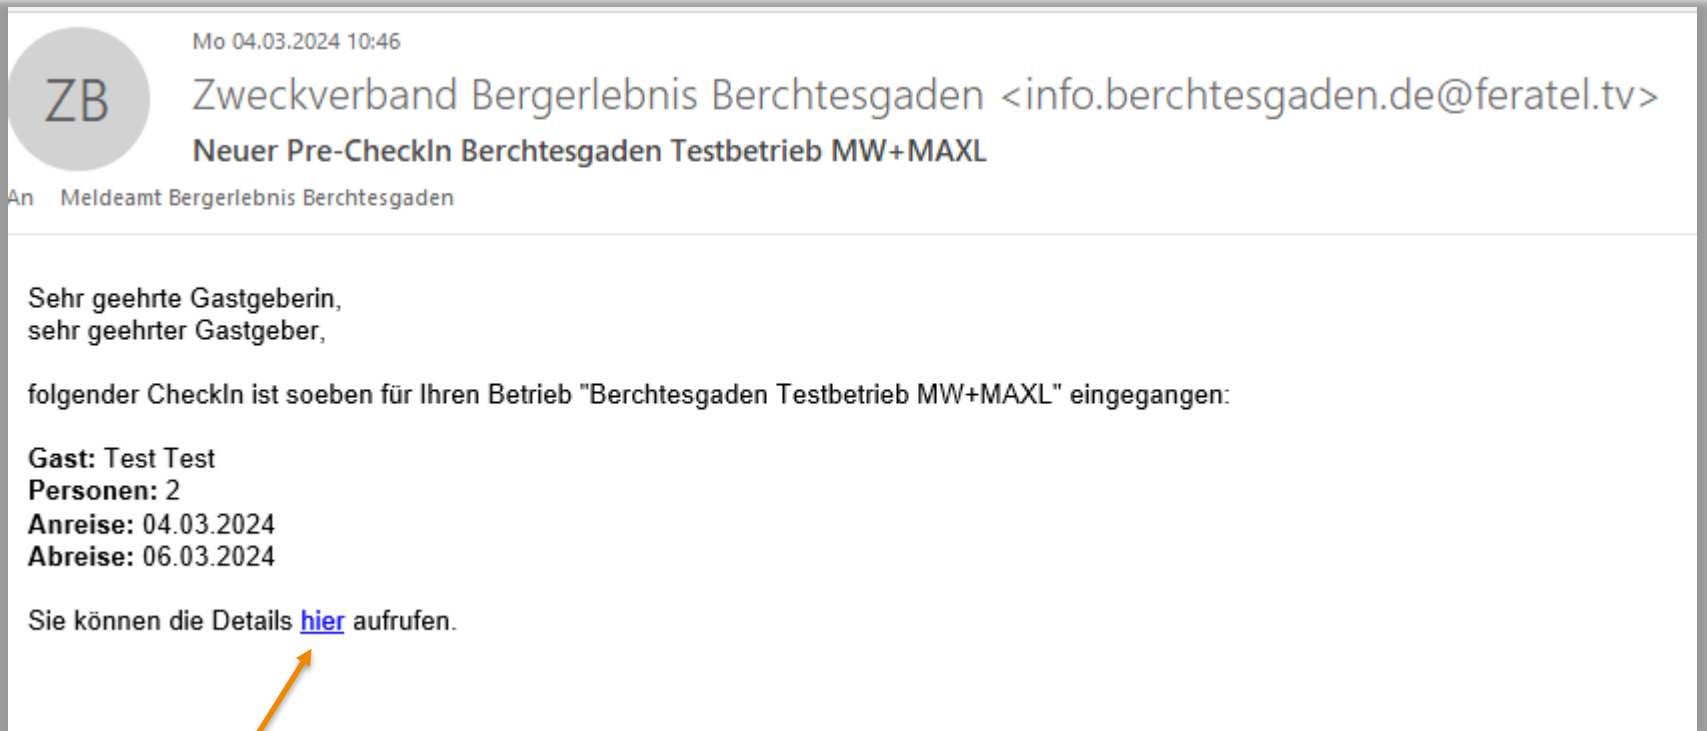 ZB
Mo 04.03.2024 10:46
Zweckverband Bergerlebnis Berchtesgaden <info.berchtesgaden.de@feratel.tv>
Neuer Pre-CheckIn Berchtesgaden Testbetrieb MW+MAXL
An Meldeamt Bergerlebnis Berchtesgaden
Sehr geehrte Gastgeberin,
sehr geehrter Gastgeber,
folgender CheckIn ist soeben für Ihren Betrieb "Berchtesgaden Testbetrieb MW+MAXL" eingegangen:
Gast: Test Test
Personen: 2
Anreise: 04.03.2024
Abreise: 06.03.2024
Sie können die Details hier aufrufen.